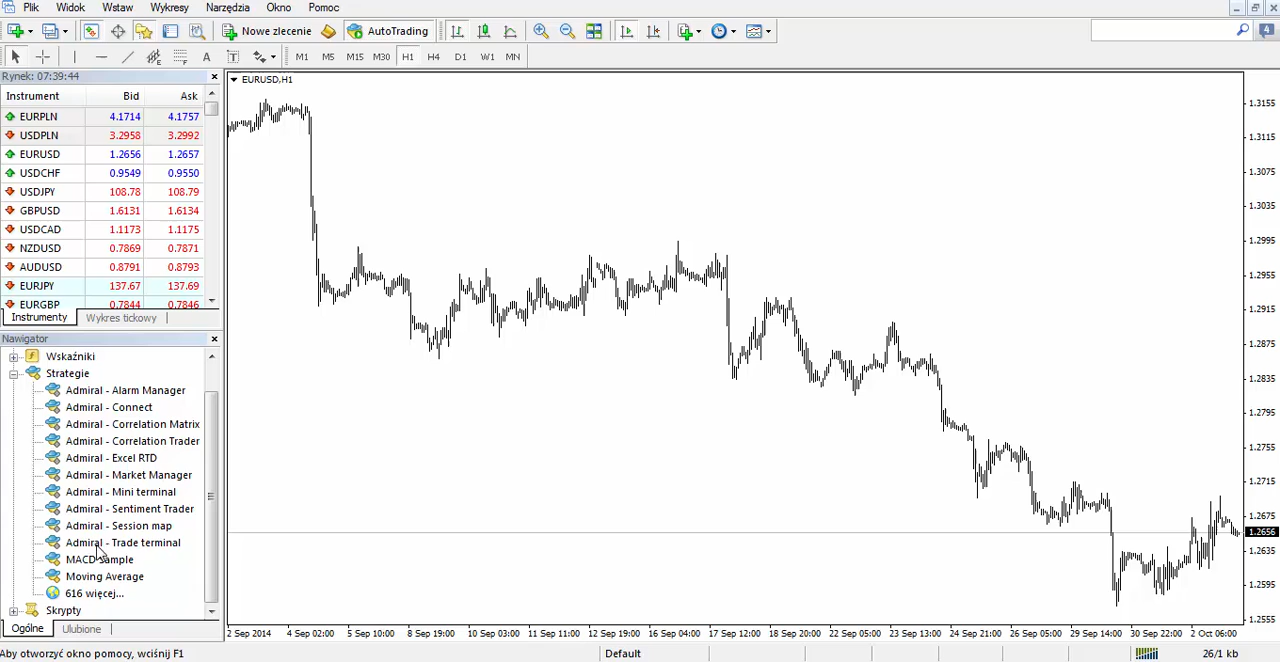 Plik Widok Wstaw Wykresy Narzędzia Okno Pomoc
Nowe zlecenie AutoTrading 4
A T M1 M5 M15 M30 H1 H4 D1 W1 MN
Rynek: 07:39:44
Instrument Bid Ask
EURPLN 4.1714 4.1757
USDPLN 3.2958 3.2992
EURUSD 1.2656 1.2657
USDCHF 0.9549 0.9550
USDJPY 108.78 108.79
GBPUSD 1.6131 1.6134
USDCAD 1.1173 1.1175
NZDUSD 0.7869 0.7871
AUDUSD 0.8791 0.8793
EURJPY 137.67 137.69
EURGBP 0.7844 0.7846
Instrumenty Wykres tickowy
Nawigator
Wskaźniki
Strategie
Admiral - Alarm Manager
Admiral - Connect
Admiral - Correlation Matrix
Admiral - Correlation Trader
Admiral - Excel RTD
Admiral - Market Manager
Admiral - Mini terminal
Admiral - Sentiment Trader
Admiral - Session map
Admiral - Trade terminal
MACD Sample
Moving Average
616 więcej...
Skrypty
Ogólne Ulubione
EURUSD,H1
1.3155
1.3115
1.3075
1.3035
1.2995
1.2955
1.2915
1.2875
1.2835
1.2795
1.2755
1.2715
1.2675
1.2656
1.2635
1.2595
1.2555
2 Sep 2014 4 Sep 02:00 5 Sep 10:00 8 Sep 19:00 10 Sep 03:00 11 Sep 11:00 12 Sep 19:00 16 Sep 04:00 17 Sep 12:00 18 Sep 20:00 22 Sep 05:00 23 Sep 13:00 24 Sep 21:00 26 Sep 05:00 29 Sep 14:00 30 Sep 22:00 2 Oct 06:00
Aby otworzyć okno pomocy, wciśnij F1 Default 26/1 kb